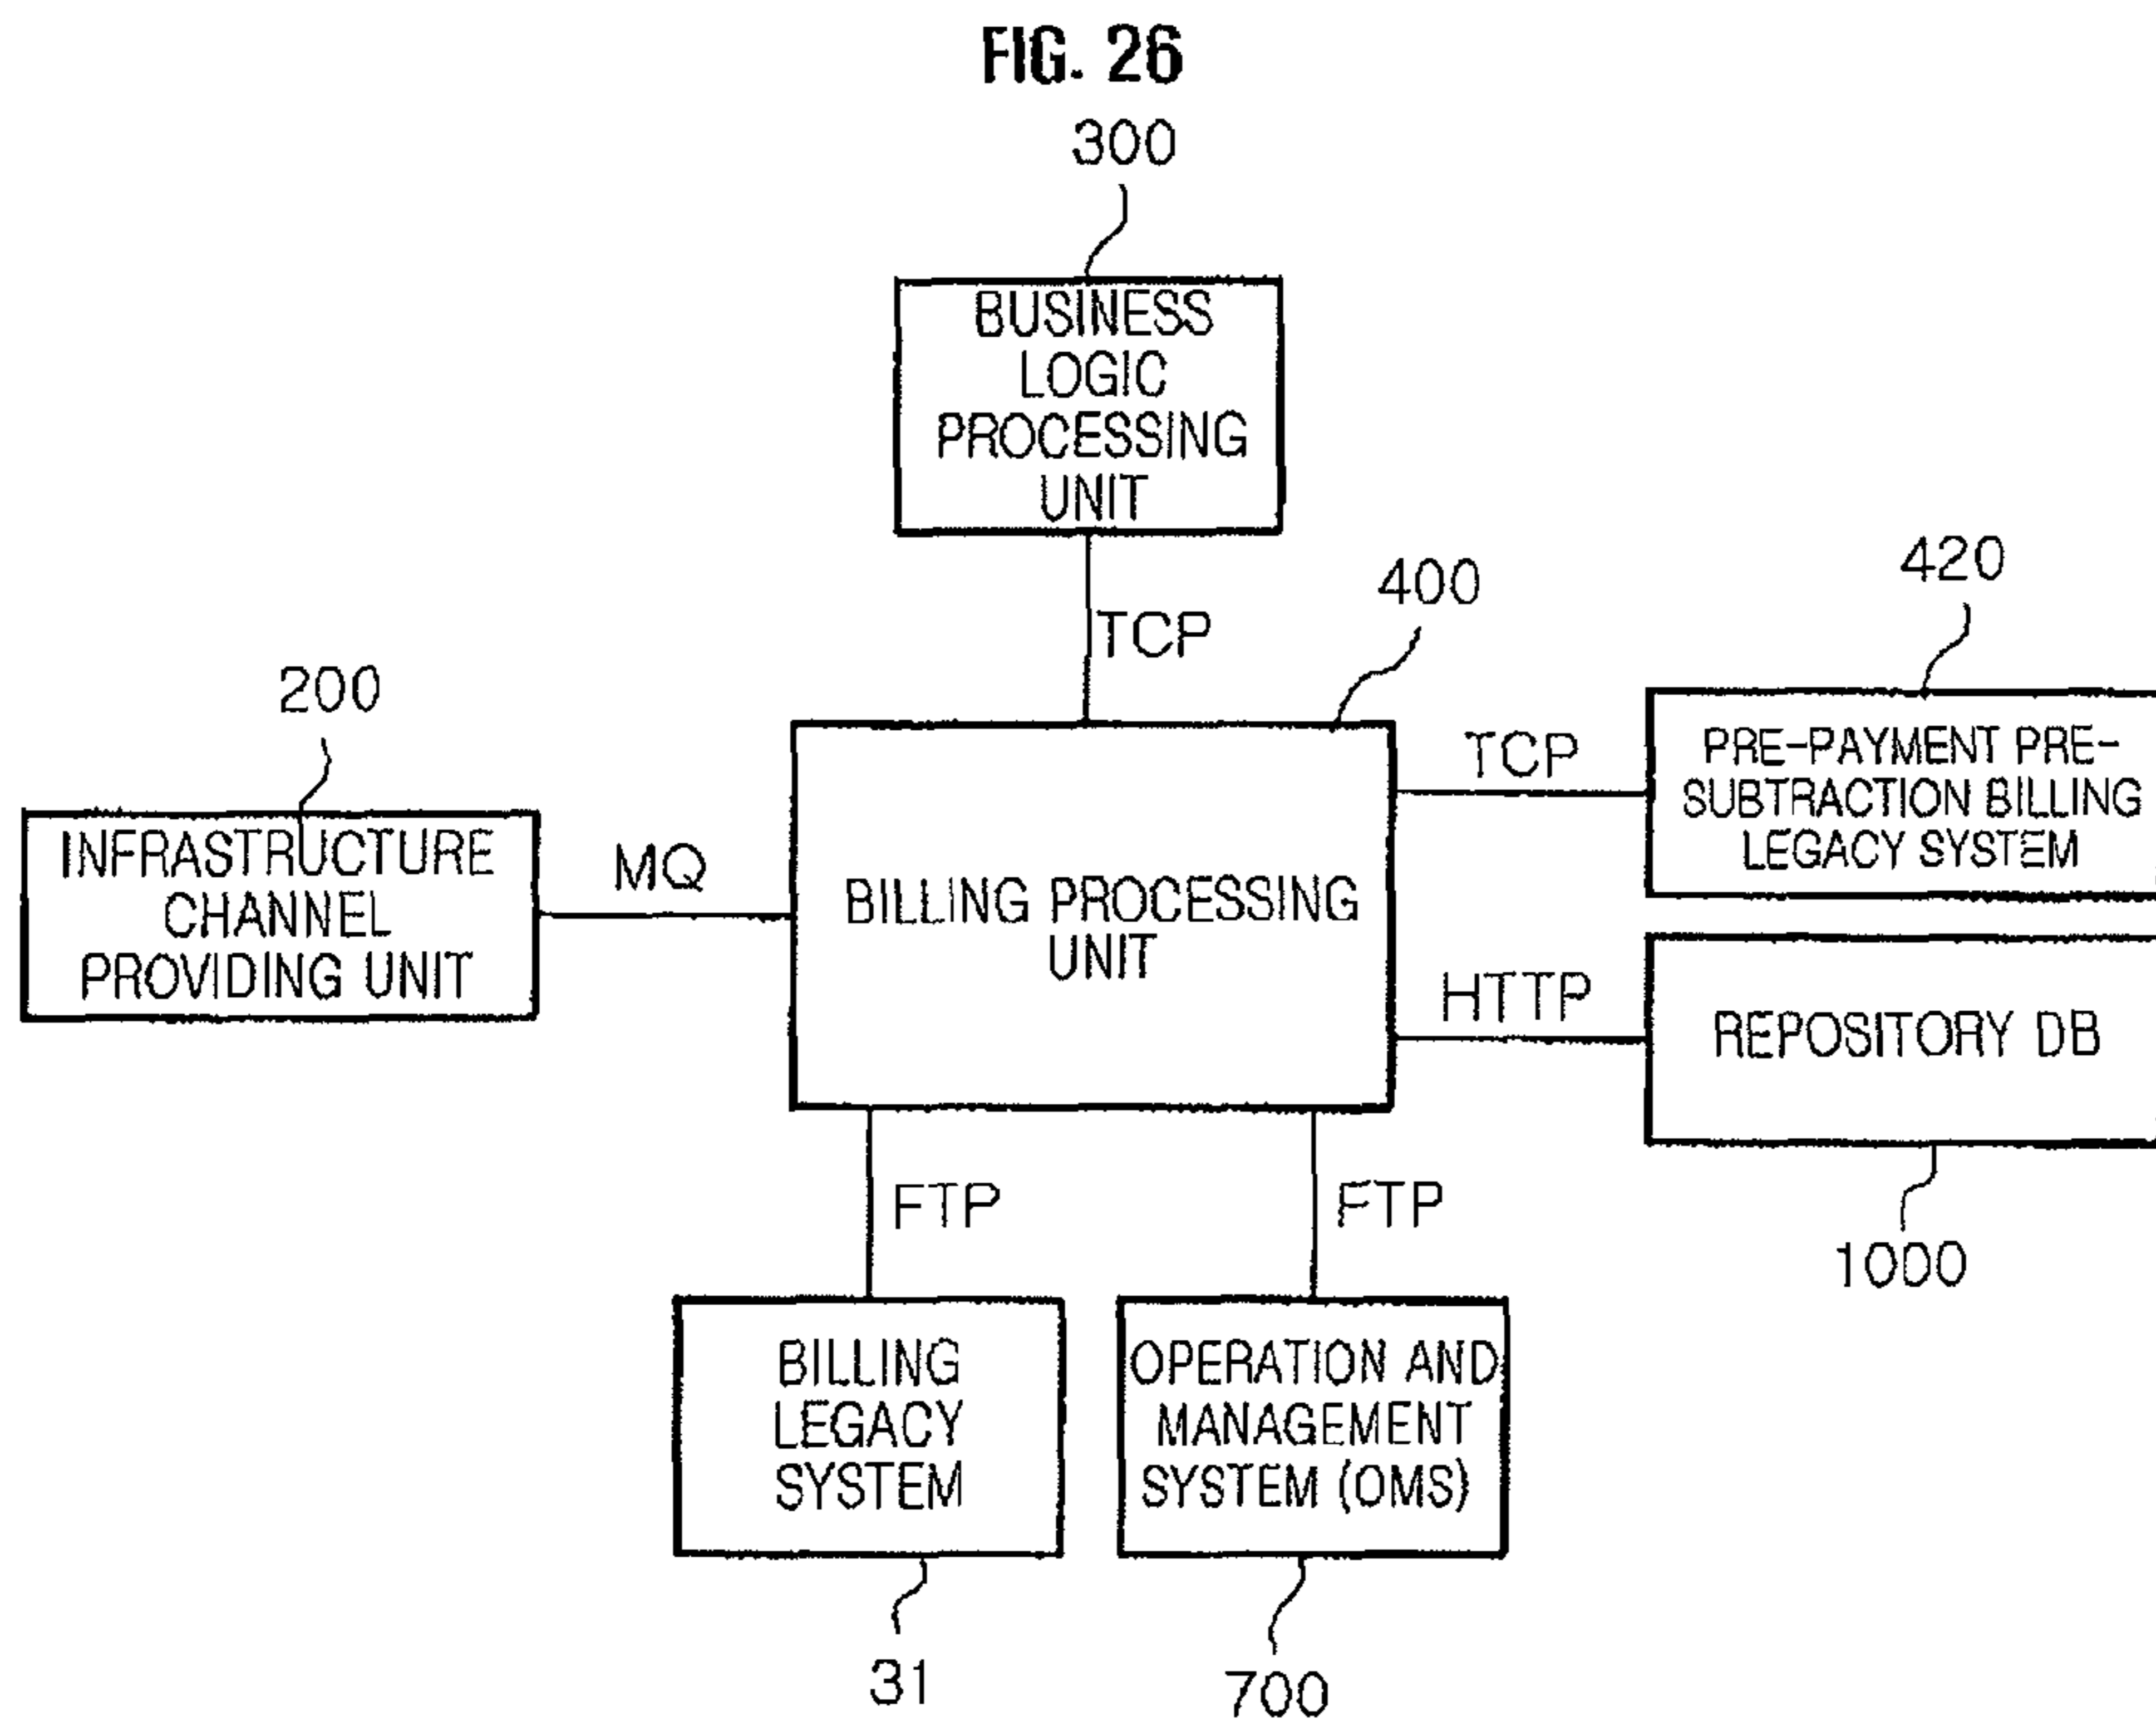 FIG. 26
300
BUSINESS
LOGIC
PROCESSING
UNIT
TCP
400
420
200
INFRASTRUCTURE
CHANNEL
PROVIDING UNIT
MQ
BILLING PROCESSING
UNIT
TCP
PRE-PAYMENT PRE-
SUBTRACTION BILLING
LEGACY SYSTEM
HTTP
REPOSITORY DB
1000
FTP
FTP
BILLING
LEGACY
SYSTEM
OPERATION AND
MANAGEMENT
SYSTEM (OMS)
31
700